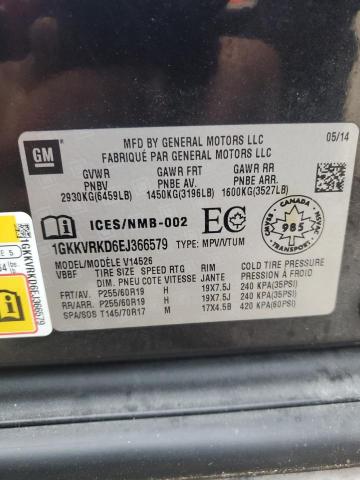 GM
MFD BY GENERAL MOTORS LLC 05/14
FABRIQUÉ PAR GENERAL MOTORS LLC
GVWR GAWR FRT GAWR RR
PNBV PNBE AV. PNBE ARR.
2930KG(6459LB) 1450KG(3196LB) 1600KG(3527LB)
ICES/NMB-002 EC
CANADA
985
TRANSPORT
1GKKVRKD6EJ366579 TYPE: MPV/VTUM
MODEL/MODÈLE V14526
VBBF TIRE SIZE SPEED RTG RIM COLD TIRE PRESSURE
DIM. PNEU COTE VITESSE JANTE PRESSION À FROID
FRT/AV. P255/60R19 H 19X7.5J 240 KPA(35PSI)
RR/ARR. P255/60R19 H 19X7.5J 240 KPA(35PSI)
SPA/SOS T145/70R17 M 17X4.5B 420 KPA(60PSI)
1GKKVRKD6EJ366579